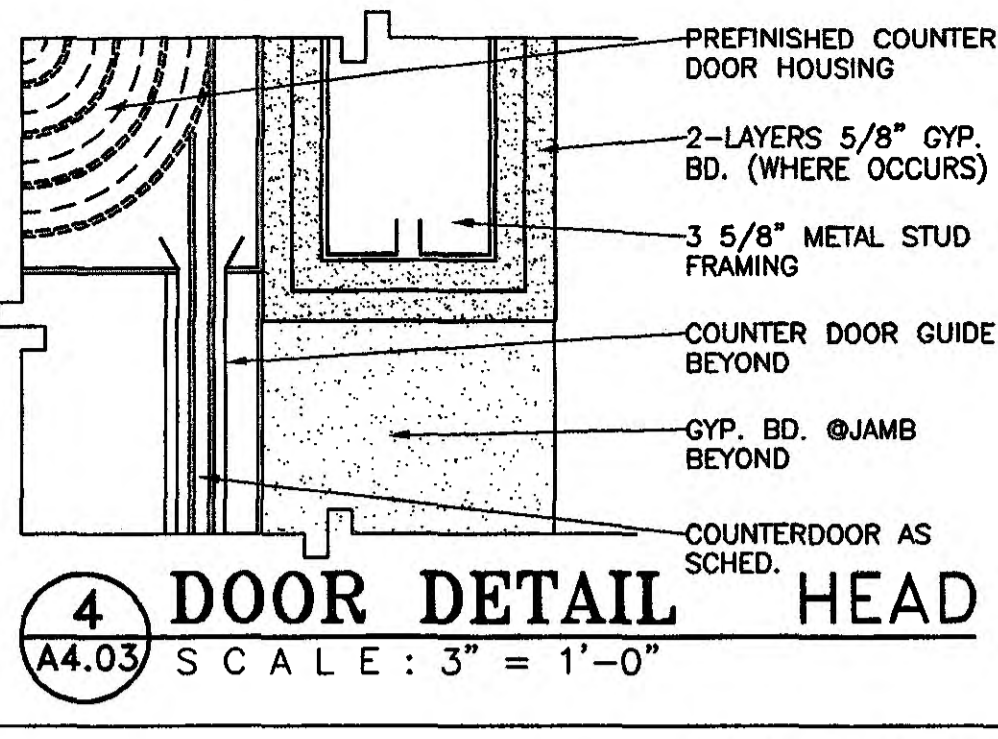 PREFINISHED COUNTER
DOOR HOUSING
2-LAYERS 5/8" GYP.
BD. (WHERE OCCURS)
3 5/8" METAL STUD
FRAMING
COUNTER DOOR GUIDE
BEYOND
GYP. BD. @JAMB
BEYOND
COUNTERDOOR AS
SCHED.
4
A4.03
DOOR DETAIL HEAD
SCALE: 3" = 1'-0"